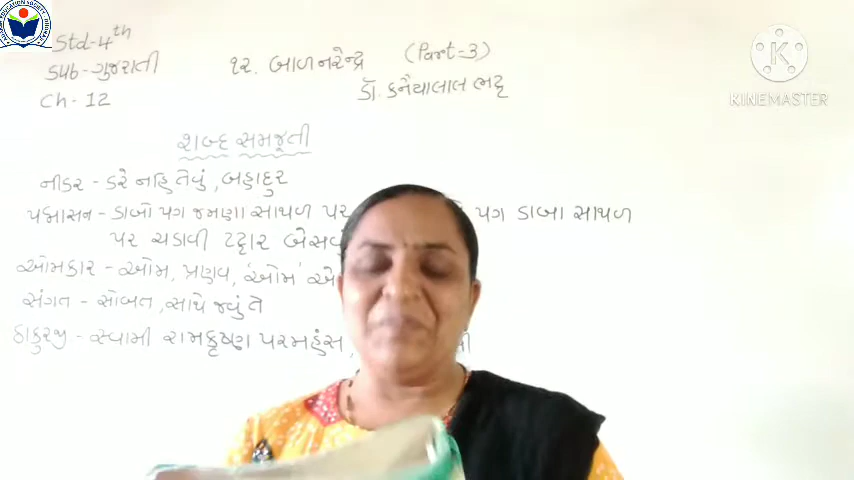 Std-4th
Sub-ગુજરાતી
Ch-12
૧૨. બાળનરેન્દ્ર (Part-3)
ડૉ. કનૈયાલાલ ભટ્ટ
શબ્દ સમજૂતી
નીડર - ડરે નહિ તેવું, બહાદુર
પદ્માસન - ડાબો પગ જમણા સાથળ પર પગ ડાબા સાથળ
પર ચડાવી ટટ્ટાર બેસવ
ઓમકાર - ઓમ, પ્રણવ, 'ઓમ' એ
સંગત - સોબત, સાથે જવું તે
ઠાકુરજી - સ્વામી રામકૃષ્ણ પરમહંસ,
KINEMASTER